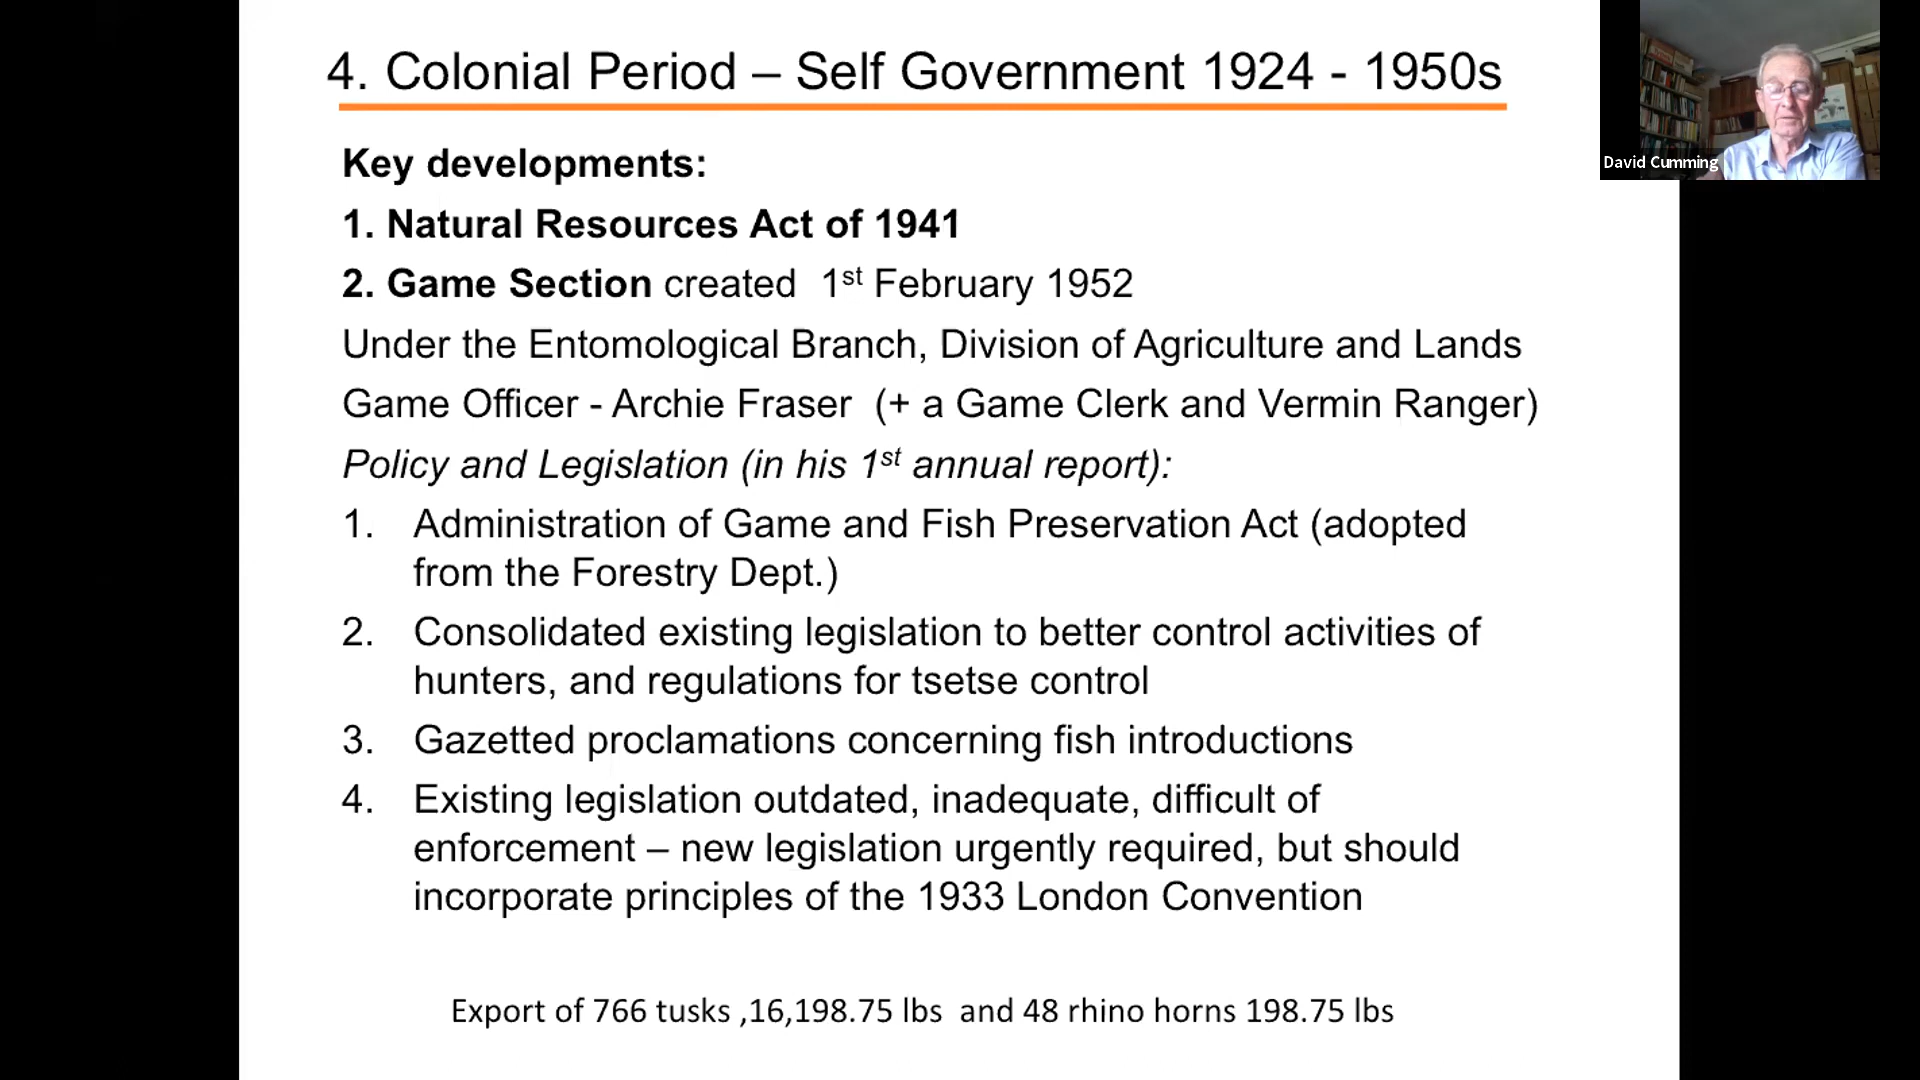 4. Colonial Period – Self Government 1924 - 1950s
David Cumming
Key developments:
1. Natural Resources Act of 1941
2. Game Section created 1st February 1952
Under the Entomological Branch, Division of Agriculture and Lands
Game Officer - Archie Fraser (+ a Game Clerk and Vermin Ranger)
Policy and Legislation (in his 1st annual report):
1. Administration of Game and Fish Preservation Act (adopted
from the Forestry Dept.)
2. Consolidated existing legislation to better control activities of
hunters, and regulations for tsetse control
3. Gazetted proclamations concerning fish introductions
4. Existing legislation outdated, inadequate, difficult of
enforcement – new legislation urgently required, but should
incorporate principles of the 1933 London Convention
Export of 766 tusks ,16,198.75 lbs and 48 rhino horns 198.75 lbs